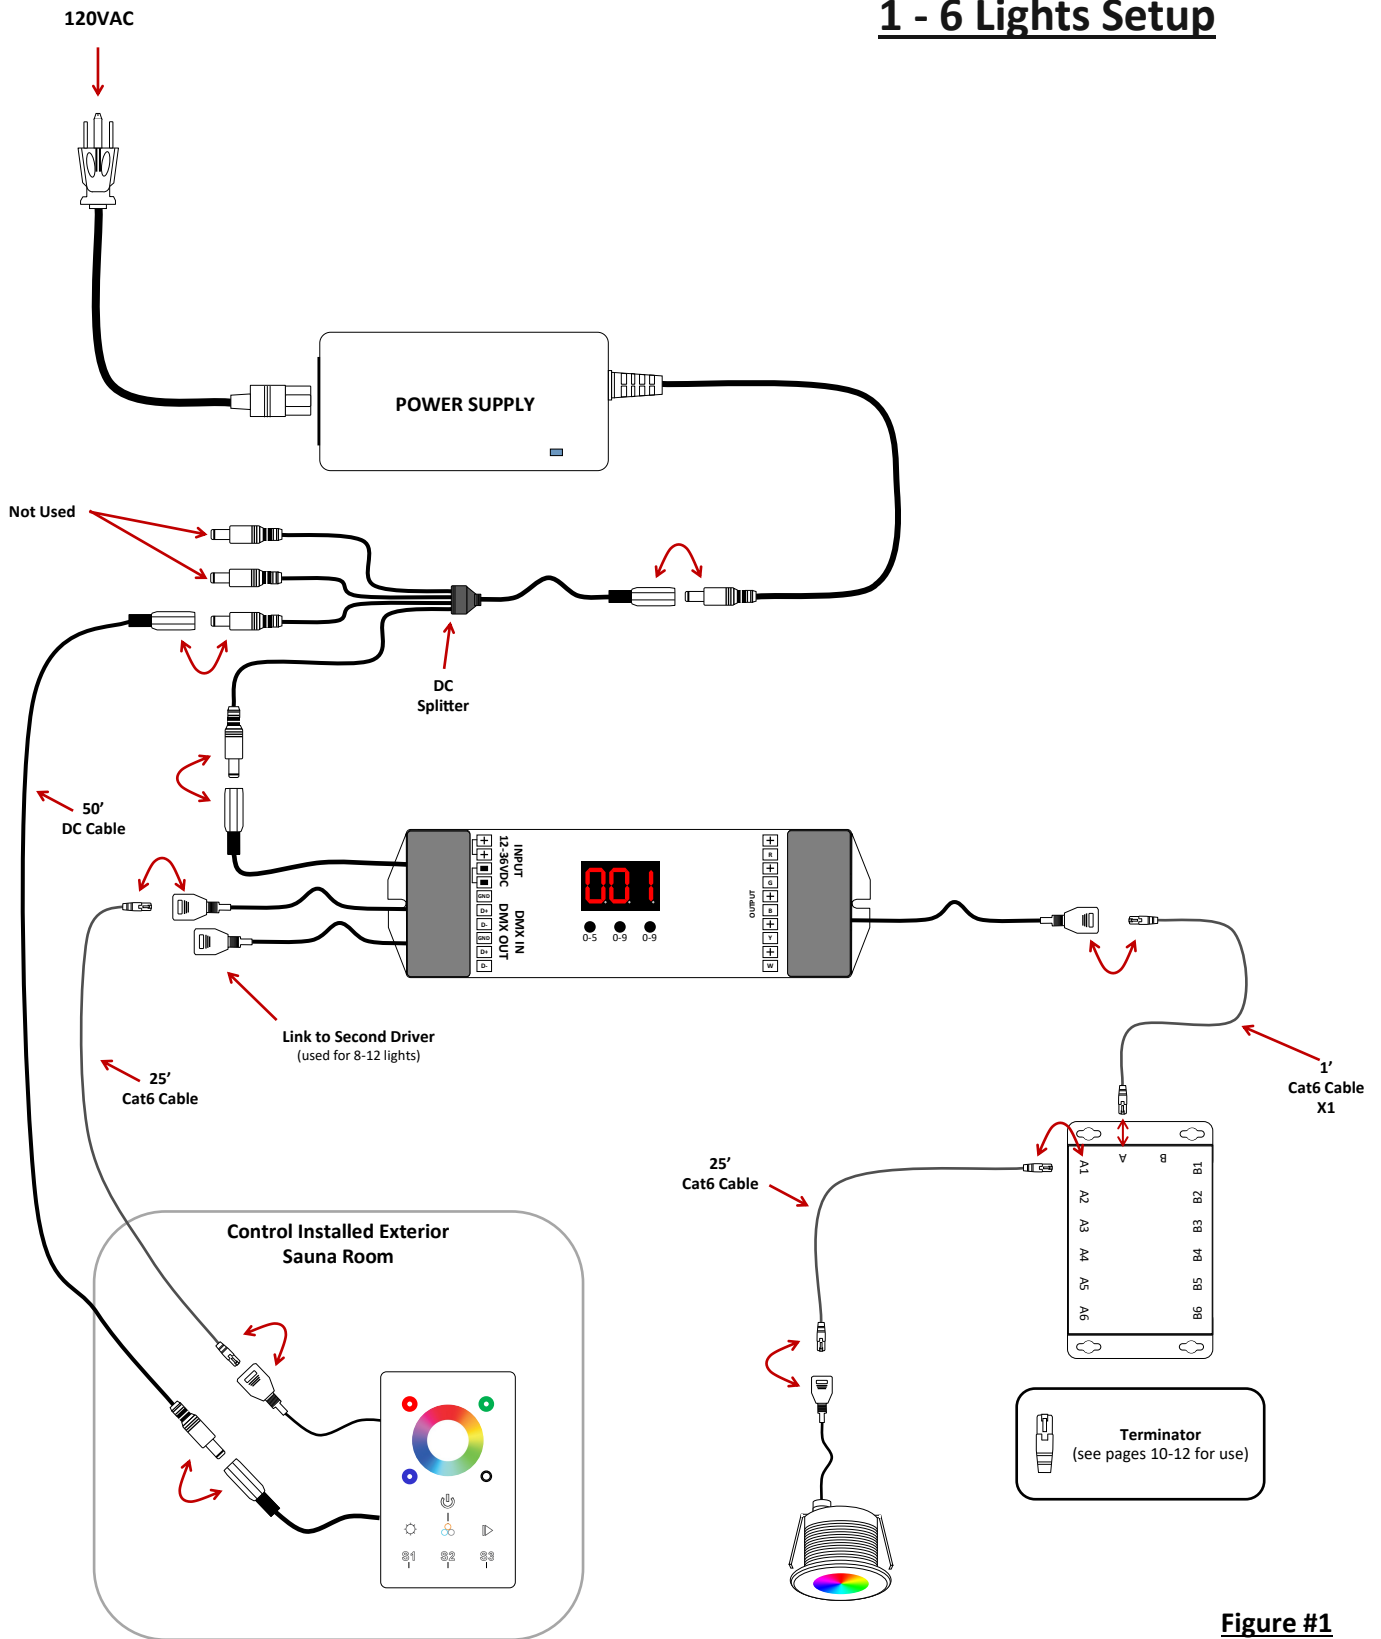 1 - 6 Lights Setup
120VAC
POWER SUPPLY
Not Used
DC
Splitter
50’
DC Cable
INPUT
12-36VDC
DMX IN
DMX OUT
GND
D+
D-
GND
D+
D-
001
0-5 0-9 0-9
OUTPUT
R
G
B
Y
W
Link to Second Driver
(used for 8-12 lights)
25’
Cat6 Cable
1’
Cat6 Cable
X1
25’
Cat6 Cable
A B
A1 B1
A2 B2
A3 B3
A4 B4
A5 B5
A6 B6
Control Installed Exterior
Sauna Room
S1 S2 S3
Terminator
(see pages 10-12 for use)
Figure #1